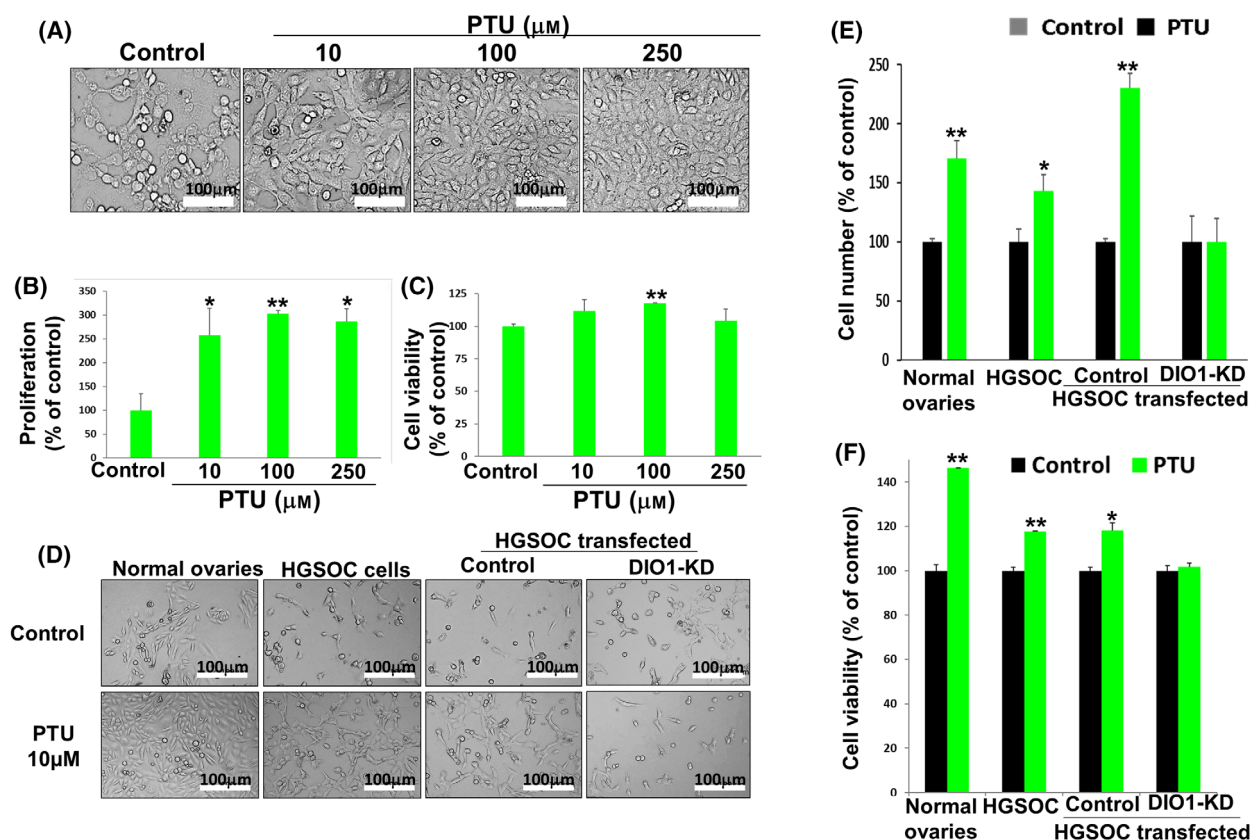 (A)
PTU (µM)
Control 10 100 250
100µm 100µm 100µm 100µm
(B)
Proliferation
(% of control)
350
300
250
200
150
100
50
0
* ** *
Control 10 100 250
PTU (µM)
(C)
Cell viability
(% of control)
125
100
75
50
25
0
**
Control 10 100 250
PTU (µM)
(D)
HGSOC transfected
Normal ovaries HGSOC cells Control DIO1-KD
Control
100µm 100µm 100µm 100µm
PTU
10µM
100µm 100µm 100µm 100µm
(E)
Control PTU
Cell number (% of control)
250
200
150
100
50
0
** * **
Normal HGSOC Control DIO1-KD
ovaries HGSOC transfected
(F)
Control PTU
Cell viability (% of control)
140
120
100
80
60
40
20
0
** ** *
Normal HGSOC Control DIO1-KD
ovaries HGSOC transfected